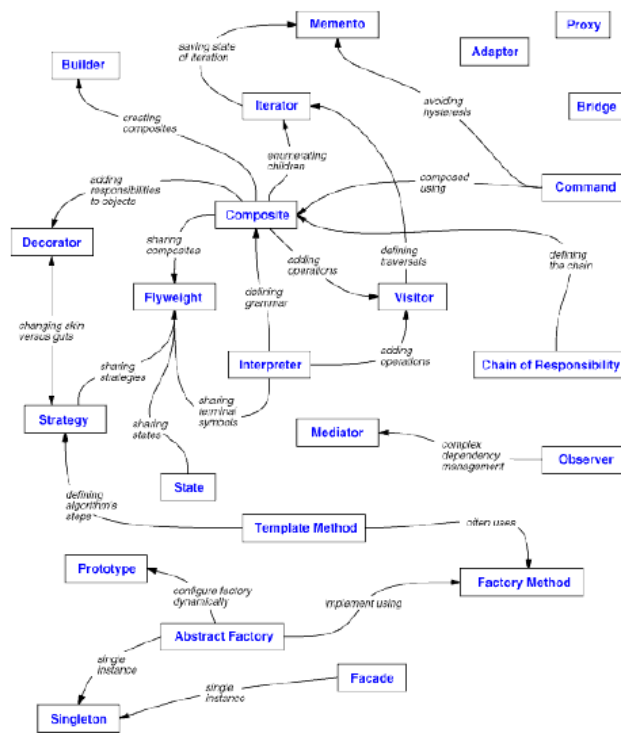 Memento
Proxy
saving state
of iteration
Adapter
Builder
Iterator
avoiding
hysteresis
Bridge
creating
composites
enumerating
children
adding
responsibilities
to objects
composed
using
Command
Composite
Decorator
sharing
composites
adding
operations
defining
traversals
defining
the chain
Flyweight
defining
grammar
Visitor
changing skin
versus guts
sharing
strategies
Interpreter
adding
operations
Chain of Responsibility
Strategy
sharing
states
sharing
terminal
symbols
Mediator
complex
dependency
management
Observer
State
defining
algorithm's
steps
Template Method
often uses
Prototype
configure factory
dynamically
implement using
Factory Method
Abstract Factory
single
instance
Facade
single
instance
Singleton